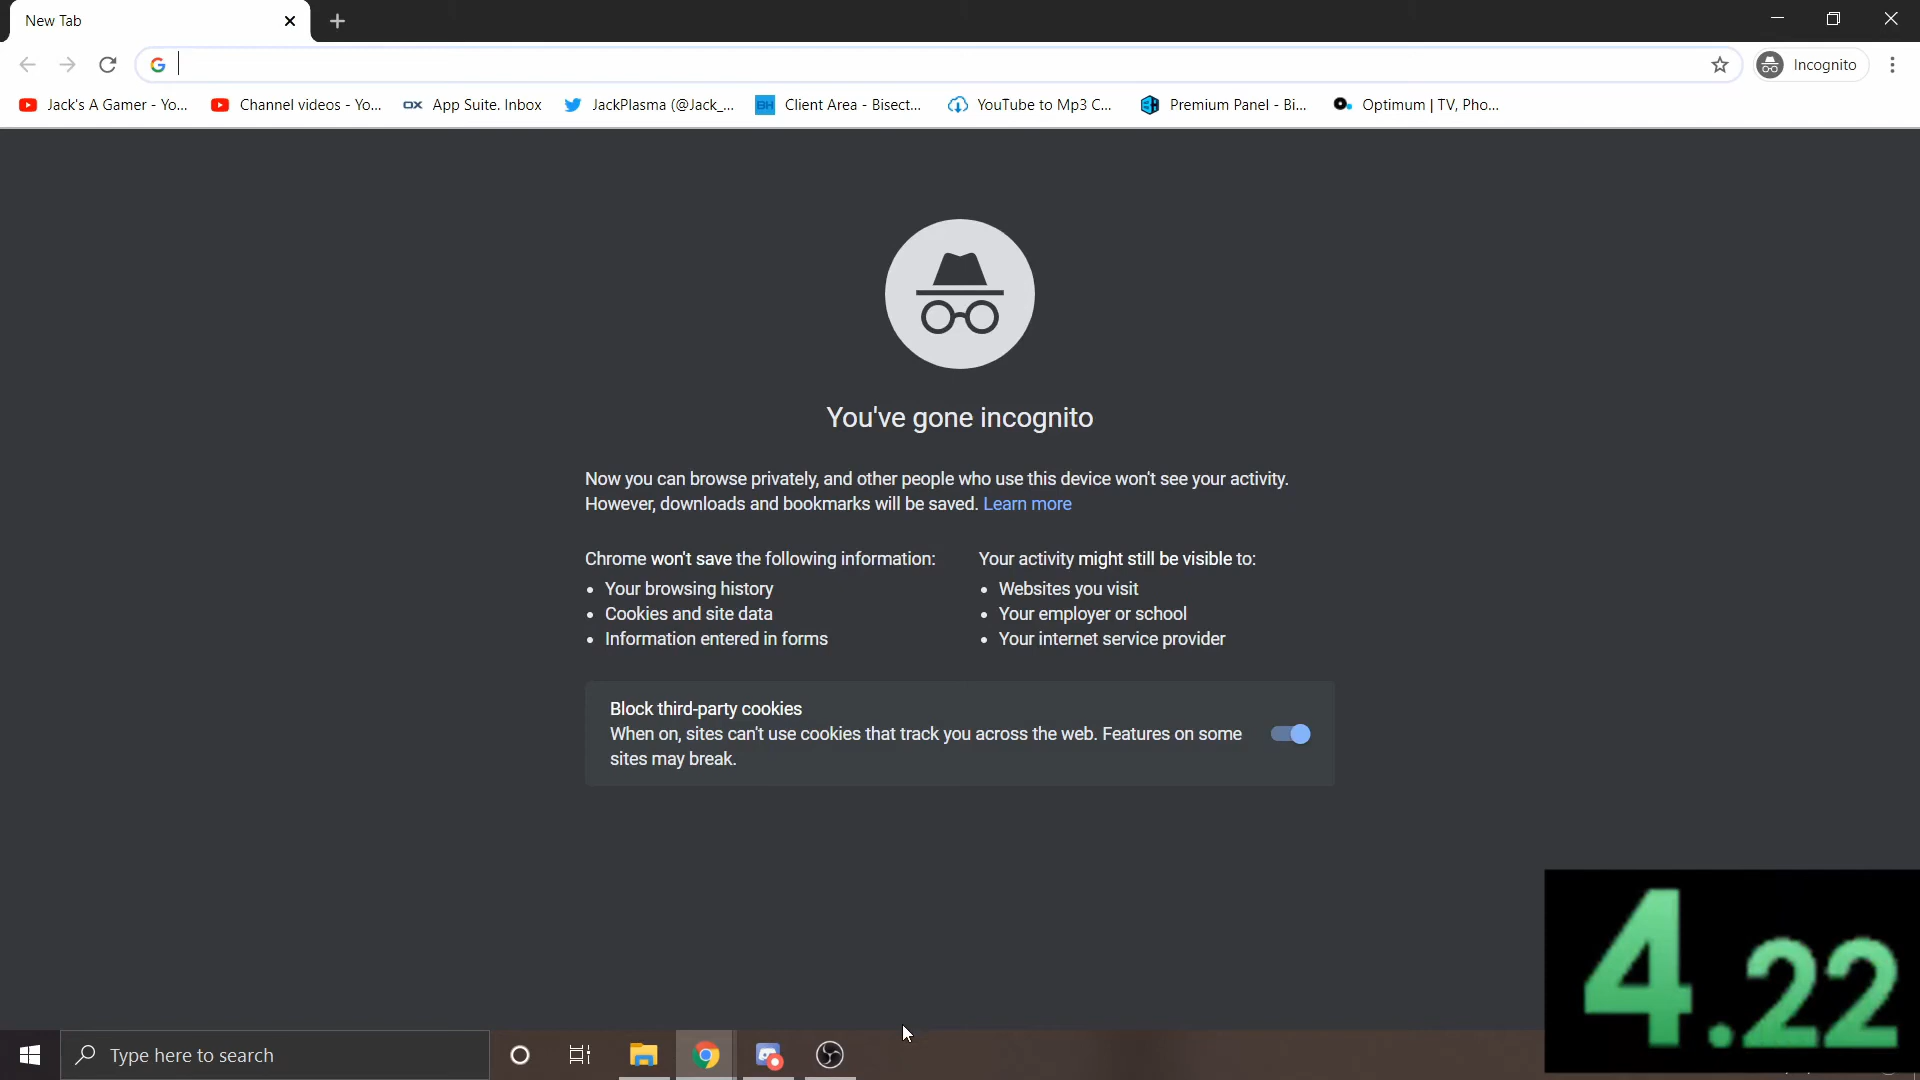 New Tab
Incognito
Jack's A Gamer - Yo...
Channel videos - Yo...
OX App Suite. Inbox
JackPlasma (@Jack_...
BH Client Area - Bisect...
YouTube to Mp3 C...
Premium Panel - Bi...
Optimum | TV, Pho...
You've gone incognito
Now you can browse privately, and other people who use this device won't see your activity.
However, downloads and bookmarks will be saved. Learn more
Chrome won't save the following information:
• Your browsing history
• Cookies and site data
• Information entered in forms
Your activity might still be visible to:
• Websites you visit
• Your employer or school
• Your internet service provider
Block third-party cookies
When on, sites can't use cookies that track you across the web. Features on some
sites may break.
4.22
Type here to search